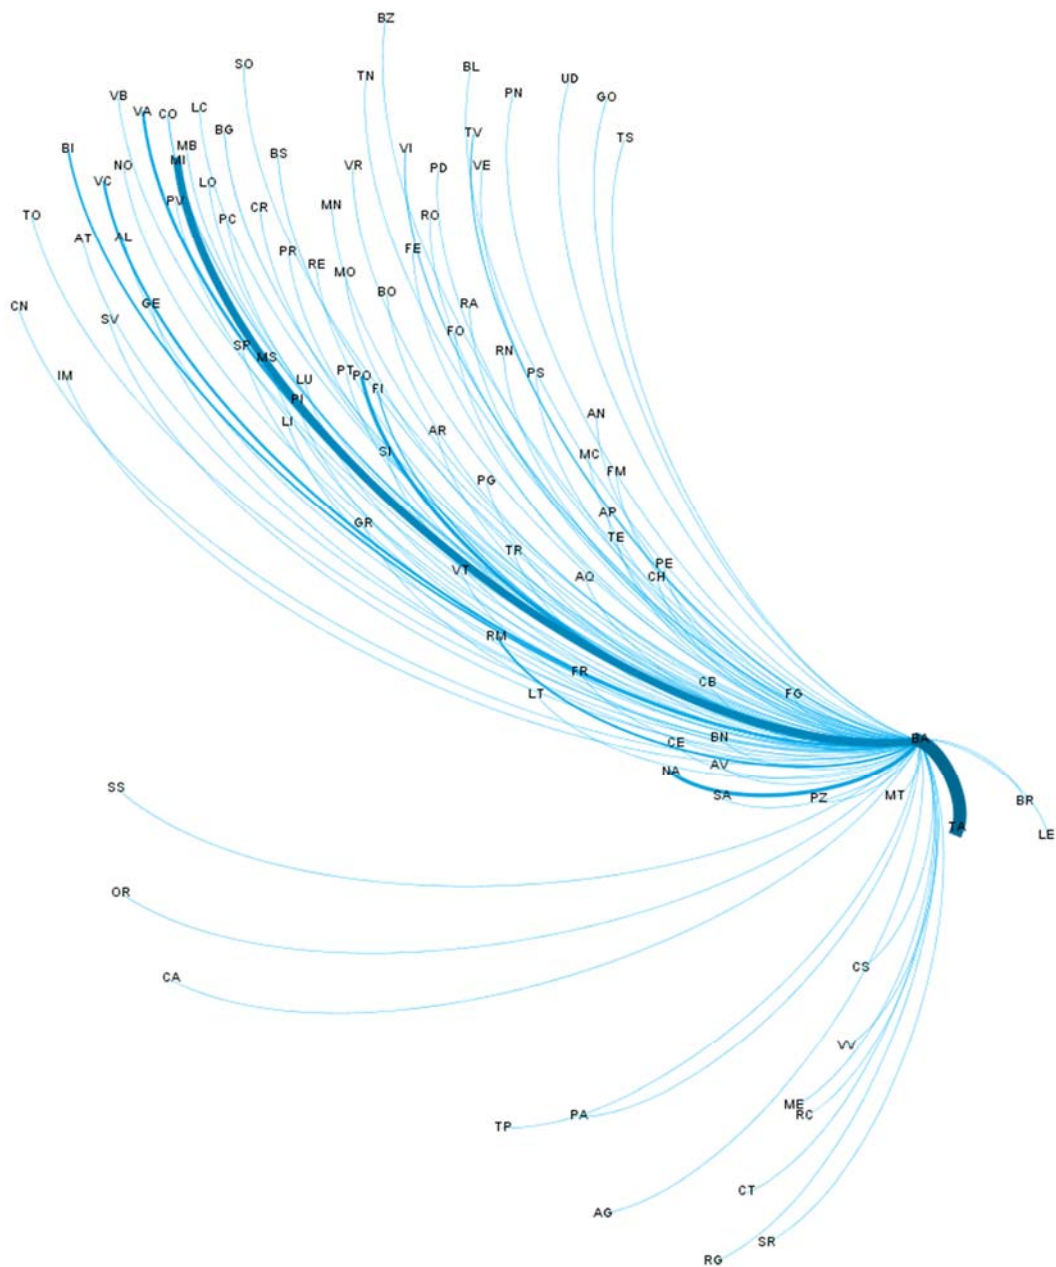 BZ
SO
BL
TN
UD
PN
VB
GO
LC
VA
CO
BG
TV
TS
MB
BI
VI
BS
MI
NO
VR
VE
PD
VC
LO
PV
MN
CR
TO
RO
PC
AT
AL
FE
PR
RE
MO
BO
GE
RA
CN
SV
FO
SP
RN
MS
PT
PS
IM
PO
LU
FI
PI
AN
LI
AR
SI
MC
FM
PG
AP
GR
TE
TR
PE
VT
AQ
CH
RM
FR
CB
LT
FG
BN
BA
CE
AV
NA
SS
SA
MT
PZ
BR
TA
LE
OR
CS
CA
VV
ME
PA
RC
TP
CT
AG
SR
RG